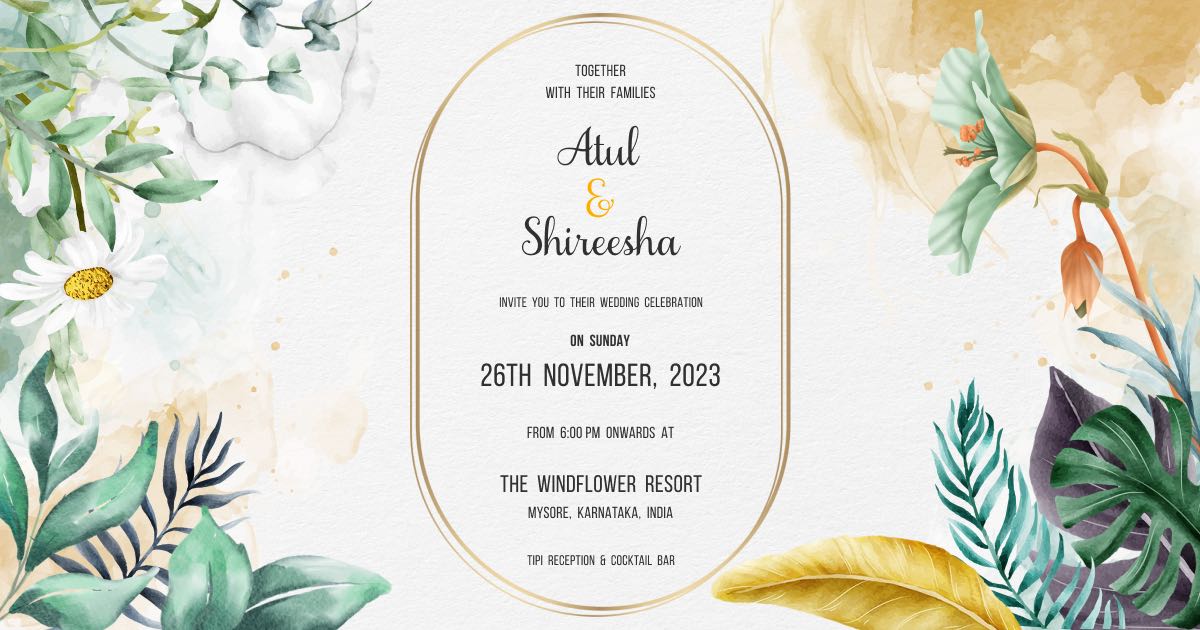 TOGETHER
WITH THEIR FAMILIES
Atul
&
Shireesha
INVITE YOU TO THEIR WEDDING CELEBRATION
ON SUNDAY
26TH NOVEMBER, 2023
FROM 6:00 PM ONWARDS AT
THE WINDFLOWER RESORT
MYSORE, KARNATAKA, INDIA
TIPI RECEPTION & COCKTAIL BAR